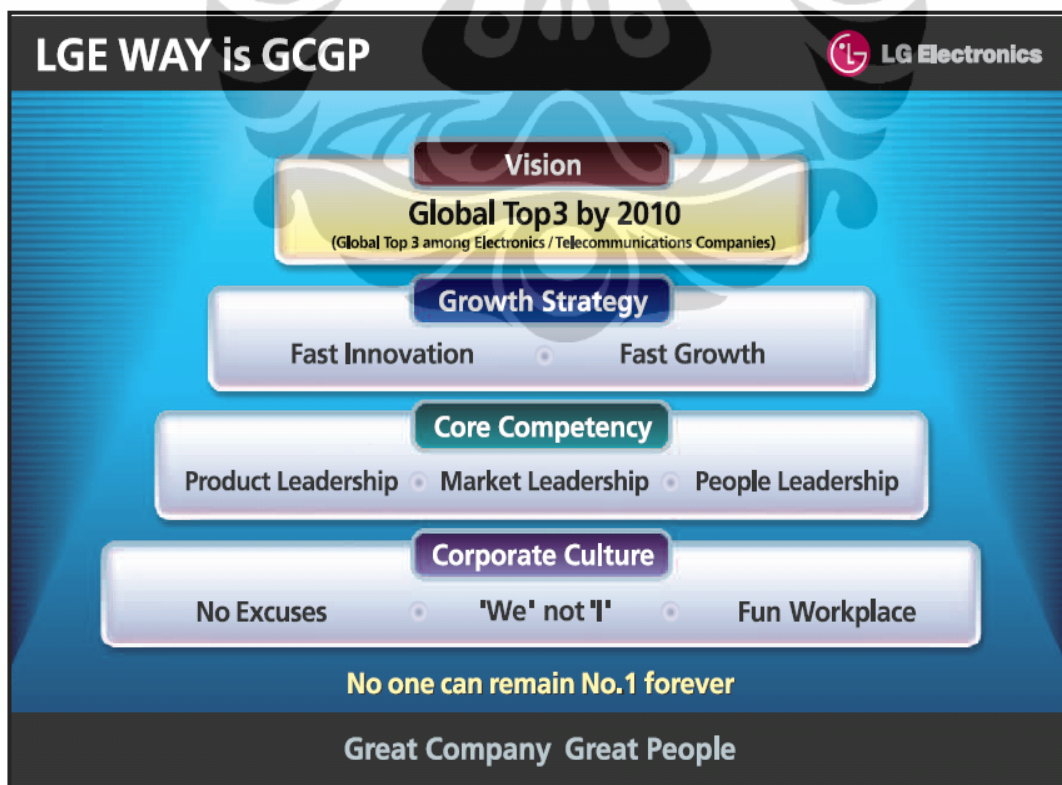 LGE WAY is GCGP
LG Electronics
Vision
Global Top3 by 2010
(Global Top 3 among Electronics / Telecommunications Companies)
Growth Strategy
Fast Innovation Fast Growth
Core Competency
Product Leadership Market Leadership People Leadership
Corporate Culture
No Excuses 'We' not 'I' Fun Workplace
No one can remain No.1 forever
Great Company Great People